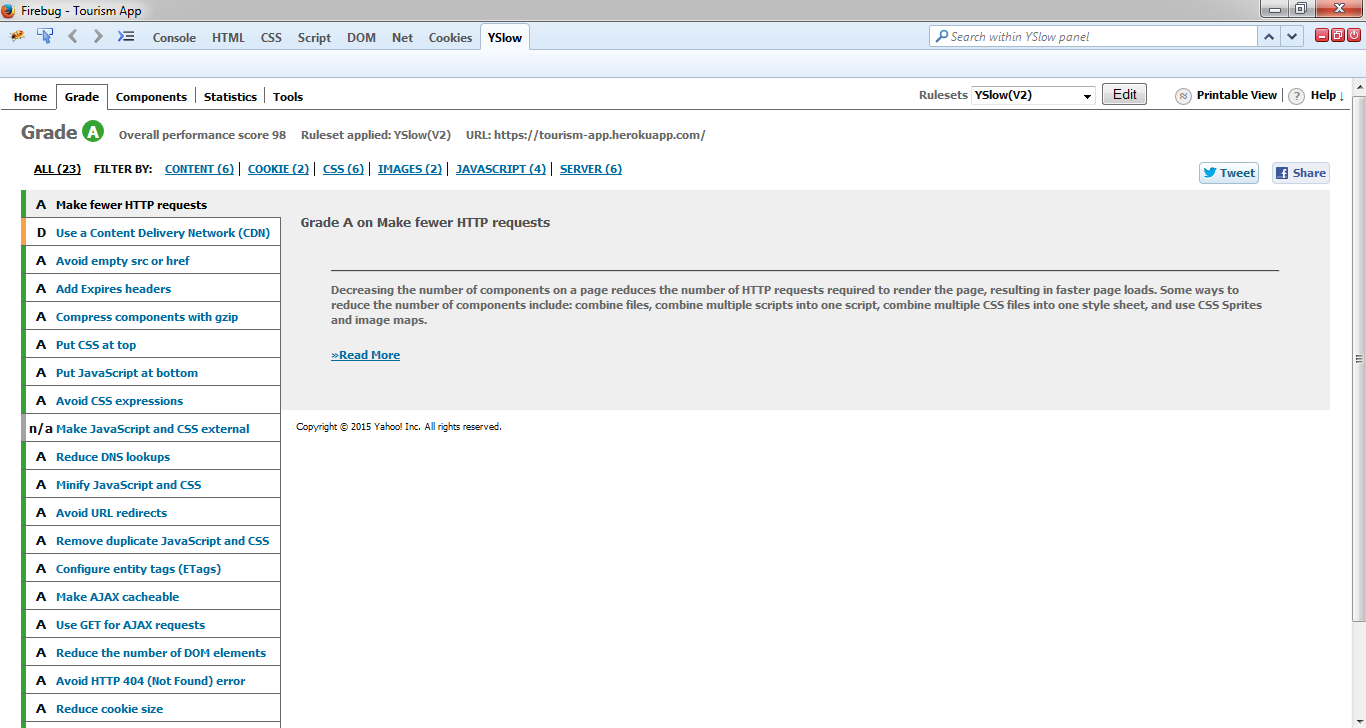 Firebug - Tourism App
Console HTML CSS Script DOM Net Cookies YSlow Search within YSlow panel
Home Grade Components Statistics Tools Rulesets YSlow(V2) Edit Printable View Help ↓
Grade A Overall performance score 98 Ruleset applied: YSlow(V2) URL: https://tourism-app.herokuapp.com/
ALL (23) FILTER BY: CONTENT (6) | COOKIE (2) | CSS (6) | IMAGES (2) | JAVASCRIPT (4) | SERVER (6)
Tweet Share
A Make fewer HTTP requests
D Use a Content Delivery Network (CDN)
A Avoid empty src or href
A Add Expires headers
A Compress components with gzip
A Put CSS at top
A Put JavaScript at bottom
A Avoid CSS expressions
n/a Make JavaScript and CSS external
A Reduce DNS lookups
A Minify JavaScript and CSS
A Avoid URL redirects
A Remove duplicate JavaScript and CSS
A Configure entity tags (ETags)
A Make AJAX cacheable
A Use GET for AJAX requests
A Reduce the number of DOM elements
A Avoid HTTP 404 (Not Found) error
A Reduce cookie size
Grade A on Make fewer HTTP requests
Decreasing the number of components on a page reduces the number of HTTP requests required to render the page, resulting in faster page loads. Some ways to
reduce the number of components include: combine files, combine multiple scripts into one script, combine multiple CSS files into one style sheet, and use CSS Sprites
and image maps.
»Read More
Copyright © 2015 Yahoo! Inc. All rights reserved.